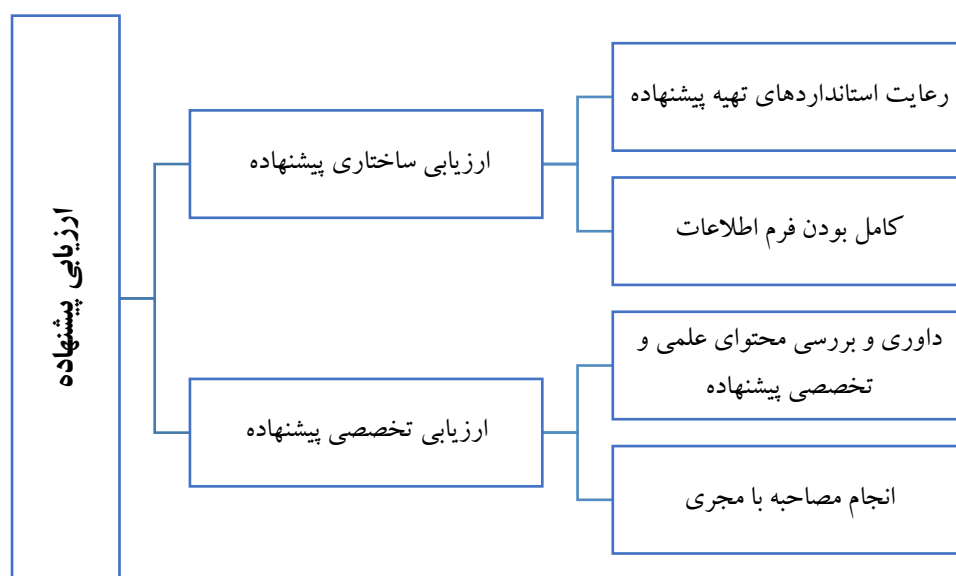 ارزیابی پیشنهاده
ارزیابی ساختاری پیشنهاده
رعایت استانداردهای تهیه پیشنهاده
کامل بودن فرم اطلاعات
ارزیابی تخصصی پیشنهاده
داوری و بررسی محتوای علمی و
تخصصی پیشنهاده
انجام مصاحبه با مجری